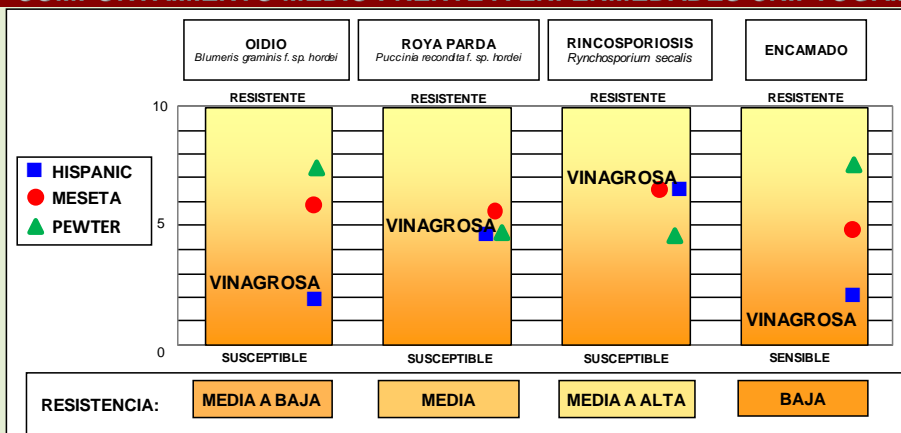 OIDIO
Blumeris graminis f. sp. hordei
ROYA PARDA
Puccinia recondita f. sp. hordei
RINCOSPORIOSIS
Rynchosporium secalis
ENCAMADO
10
RESISTENTE
RESISTENTE
RESISTENTE
RESISTENTE
HISPANIC
MESETA
PEWTER
VINAGROSA
5
VINAGROSA
VINAGROSA
VINAGROSA
0
SUSCEPTIBLE
SUSCEPTIBLE
SUSCEPTIBLE
SENSIBLE
RESISTENCIA:
MEDIA A BAJA
MEDIA
MEDIA A ALTA
BAJA